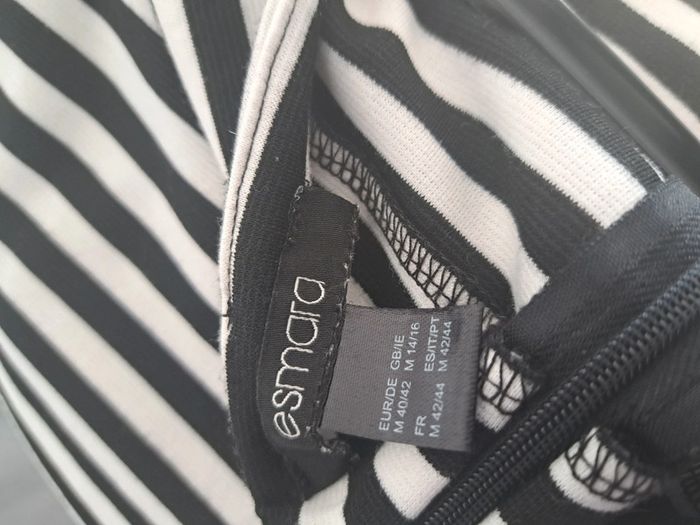 esmara
EUR/DE GB/IE
M 40/42 M 14/16
FR ES/IT/PT
M 42/44 M 42/44